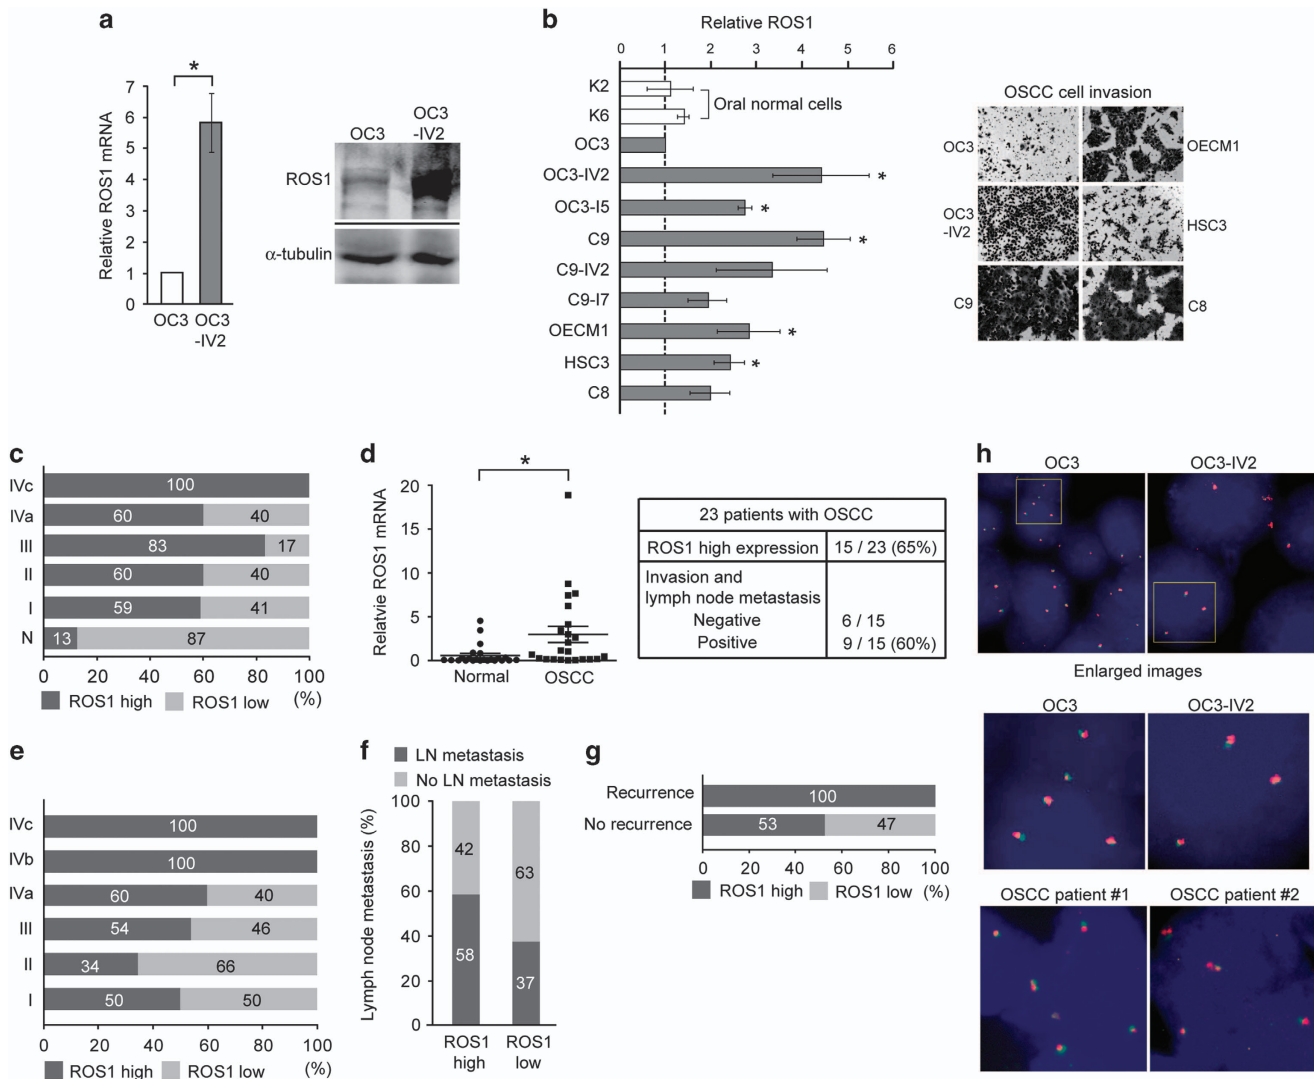 a
*
Relative ROS1 mRNA
7
6
5
4
3
2
1
0
OC3
OC3
-IV2
OC3
OC3
-IV2
ROS1
α-tubulin
b
Relative ROS1
0 1 2 3 4 5 6
K2
K6
Oral normal cells
OC3
OC3-IV2 *
OC3-I5 *
C9 *
C9-IV2
C9-I7
OECM1 *
HSC3 *
C8
OSCC cell invasion
OC3
OECM1
OC3
-IV2
HSC3
C9
C8
c
IVc 100
IVa 60 40
III 83 17
II 60 40
I 59 41
N 13 87
0 20 40 60 80 100
ROS1 high ROS1 low (%)
d
*
Relatvie ROS1 mRNA
20
15
10
5
0
Normal OSCC
23 patients with OSCC
ROS1 high expression 15 / 23 (65%)
Invasion and
lymph node metastasis
Negative 6 / 15
Positive 9 / 15 (60%)
e
IVc 100
IVb 100
IVa 60 40
III 54 46
II 34 66
I 50 50
0 20 40 60 80 100
ROS1 high ROS1 low (%)
f
LN metastasis
No LN metastasis
Lymph node metastasis (%)
100
80
60
40
20
0
42
58
63
37
ROS1
high
ROS1
low
g
Recurrence 100
No recurrence 53 47
0 20 40 60 80 100
ROS1 high ROS1 low (%)
h
OC3 OC3-IV2
Enlarged images
OC3 OC3-IV2
OSCC patient #1 OSCC patient #2